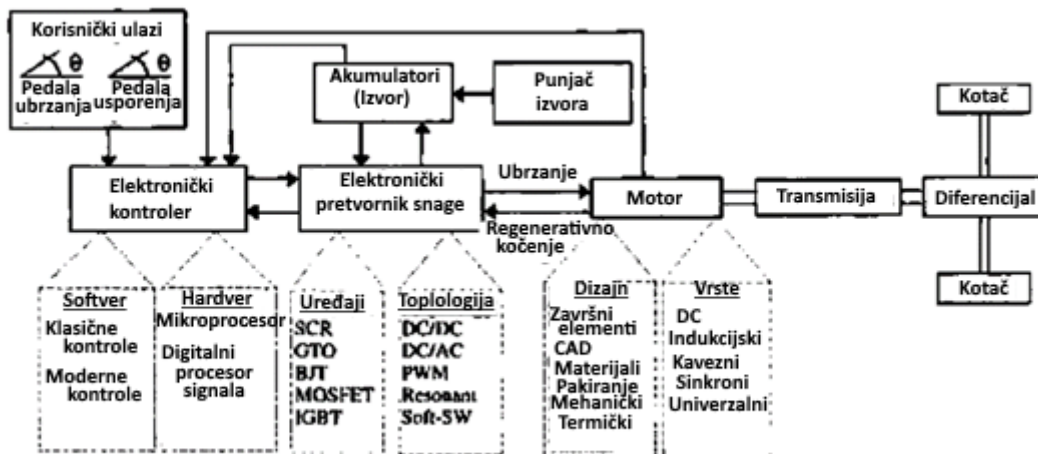 Korisnički ulazi
θ θ
Pedala
ubrzanja
Pedala
usporenja
Akumulatori
(Izvor)
Punjač
izvora
Kotač
Elektronički
kontroler
Elektronički
pretvornik snage
Ubrzanje
Regenerativno
kočenje
Motor
Transmisija
Diferencijal
Kotač
Softver
Klasične
kontrole
Moderne
kontrole
Hardver
Mikroprocesor
Digitalni
procesor
signala
Uređaji
SCR
GTO
BJT
MOSFET
IGBT
Toplologija
DC/DC
DC/AC
PWM
Resonant
Soft-SW
Dizajn
Završni
elementi
CAD
Materijali
Pakiranje
Mehanički
Termički
Vrste
DC
Indukcijski
Kavezni
Sinkroni
Univerzalni